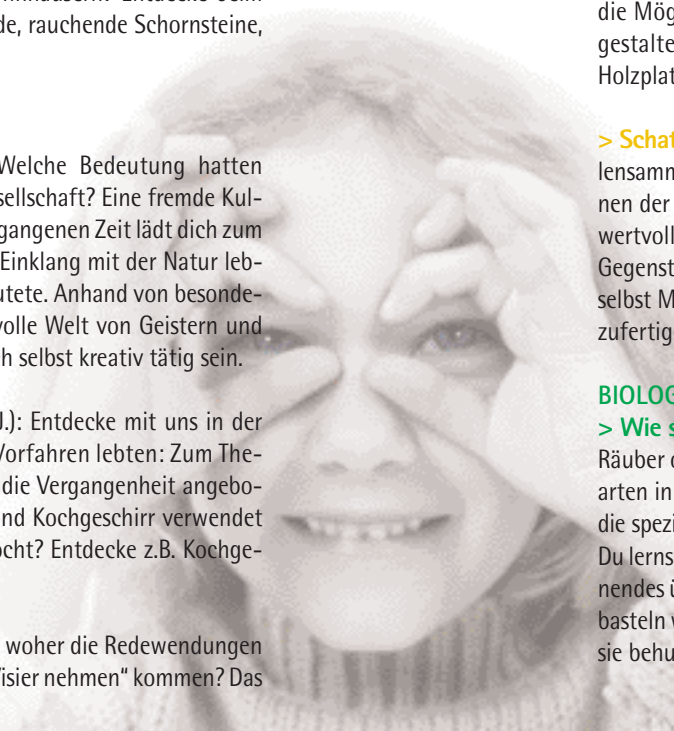 de, rauchende Schornsteine,
Welche Bedeutung hatten
sellschaft? Eine fremde Kul-
gangenen Zeit lädt dich zum
Einklang mit der Natur leb-
utete. Anhand von besonde-
volle Welt von Geistern und
h selbst kreativ tätig sein.
J.): Entdecke mit uns in der
Vorfahren lebten: Zum The-
die Vergangenheit angebo-
nd Kochgeschirr verwendet
ocht? Entdecke z.B. Kochge-
woher die Redewendungen
isier nehmen“ kommen? Das
die Mög
gestalte
Holzplat
> Schat
lensamm
nen der
wertvoll
Gegenst
selbst M
zufertig
BIOLOG
> Wie s
Räuber
arten in
die spezi
Du lerns
nendes ü
basteln
sie behu